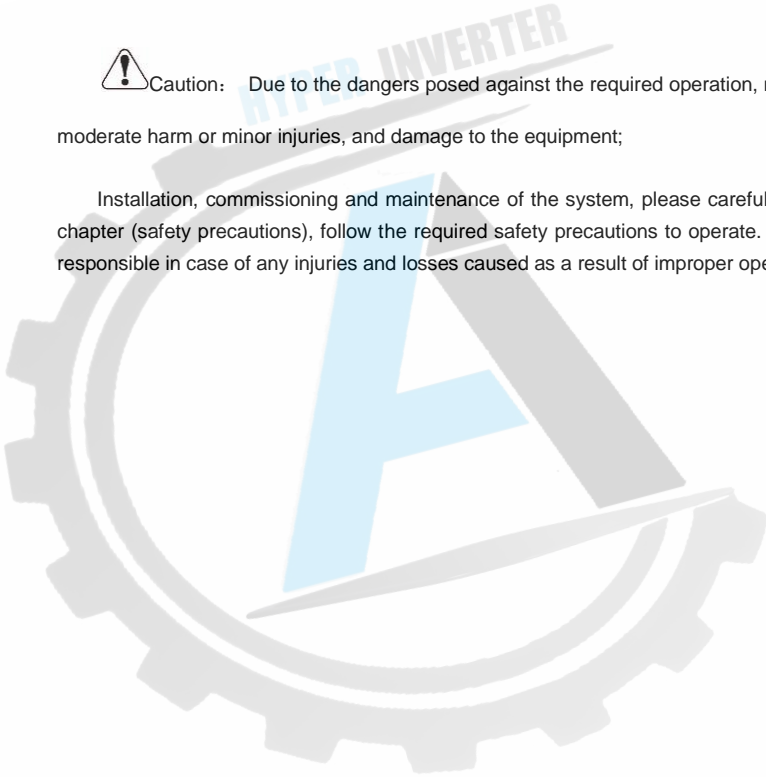 HYPER INVERTER
Caution： Due to the dangers posed against the required operation,
moderate harm or minor injuries, and damage to the equipment;
Installation, commissioning and maintenance of the system, please
chapter (safety precautions), follow the required safety precautions to operate.
responsible in case of any injuries and losses caused as a result of improper